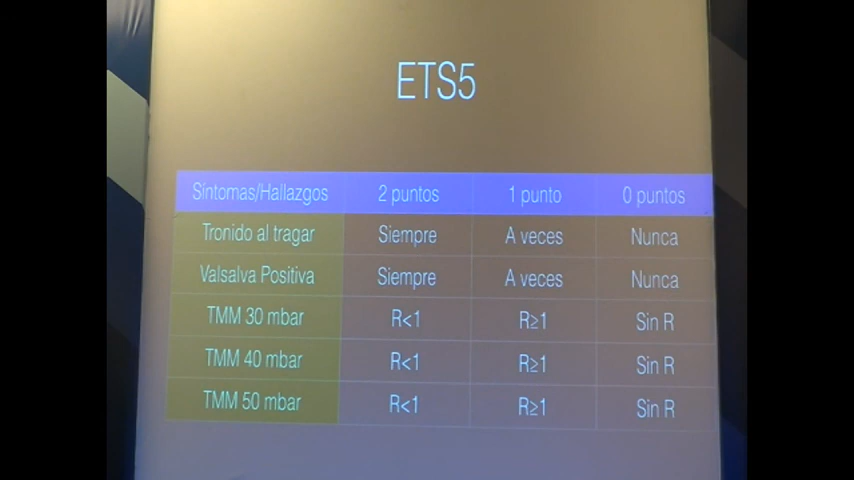 ETS5
Síntomas/Hallazgos 2 puntos 1 punto 0 puntos
Tronido al tragar Siempre A veces Nunca
Valsalva Positiva Siempre A veces Nunca
TMM 30 mbar R<1 R≥1 Sin R
TMM 40 mbar R<1 R≥1 Sin R
TMM 50 mbar R<1 R≥1 Sin R